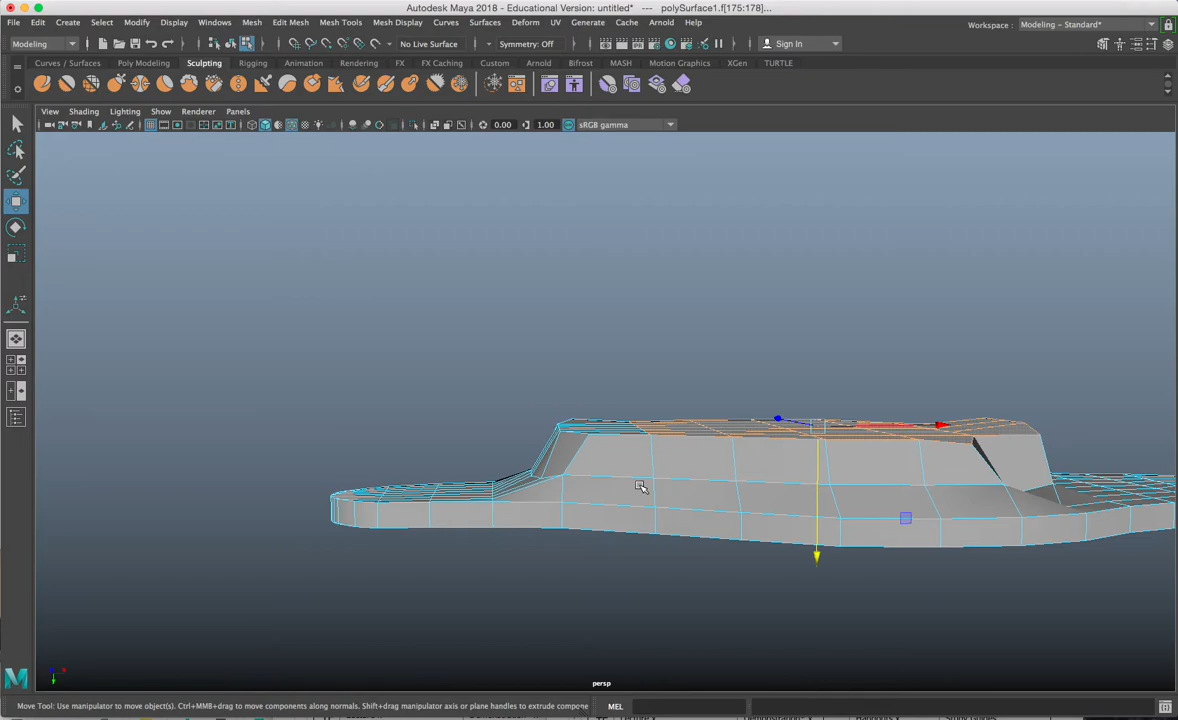 Autodesk Maya 2018 - Educational Version: untitled* --- polySurface1.f[175:178]...
File Edit Create Select Modify Display Windows Mesh Edit Mesh Mesh Tools Mesh Display Curves Surfaces Deform UV Generate Cache Arnold Help
Workspace : Modeling - Standard*
Modeling No Live Surface Symmetry: Off Sign In
Curves / Surfaces Poly Modeling Sculpting Rigging Animation Rendering FX FX Caching Custom Arnold Bifrost MASH Motion Graphics XGen TURTLE
View Shading Lighting Show Renderer Panels
0.00 1.00 sRGB gamma
persp
Move Tool: Use manipulator to move object(s). Ctrl+MMB+drag to move components along normals. Shift+drag manipulator axis or plane handles to extrude compone
MEL